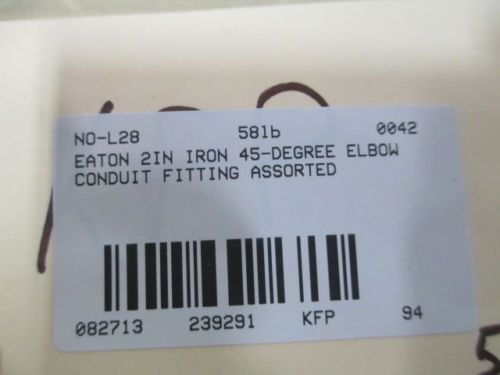 NO-L28 581b 0042
EATON 2IN IRON 45-DEGREE ELBOW
CONDUIT FITTING ASSORTED
082713 239291 KFP 94